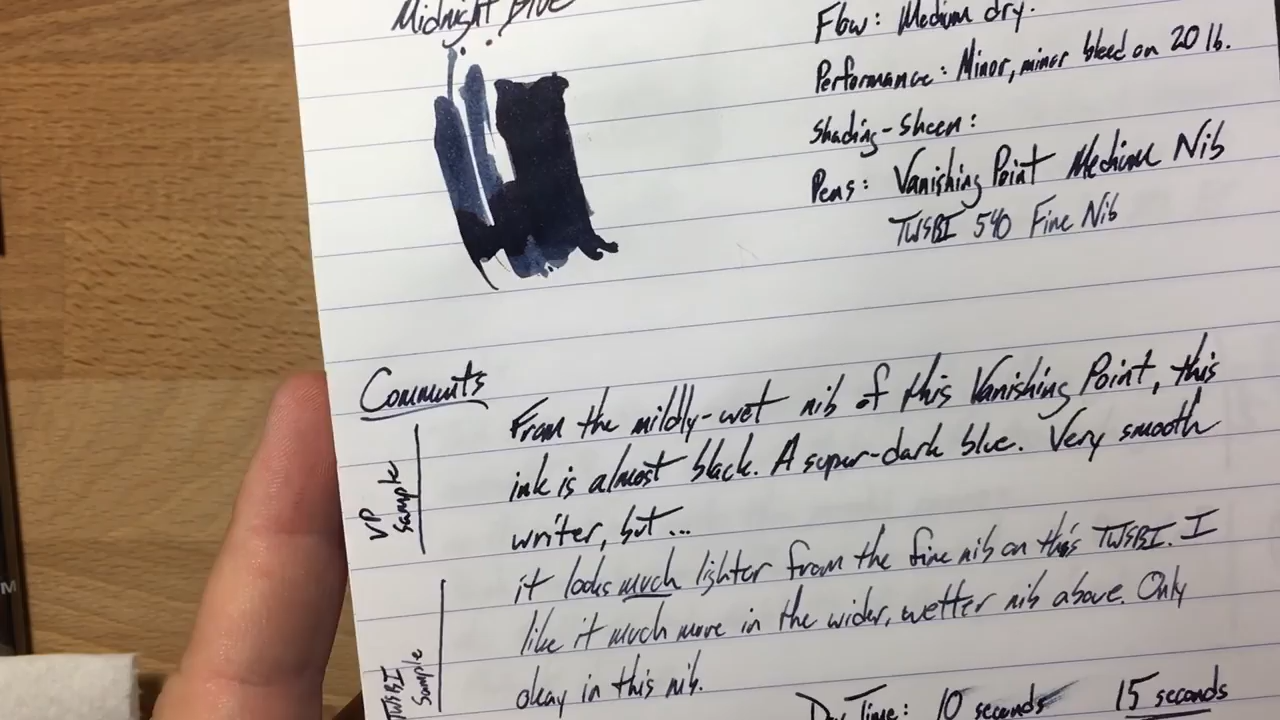 Midnight Blue
Flow: Medium dry.
Performance: Minor, minor bleed on 20 lb.
Shading-Sheen:
Pens: Vanishing Point Medium Nib
TWSBI 540 Fine Nib
Comments
VP Sample
From the mildly-wet nib of this Vanishing Point, this
ink is almost black. A super-dark blue. Very smooth
writer, but...
TWSBI Sample
it looks much lighter from the fine nib on this TWSBI. I
like it much more in the wider, wetter nib above. Only
okay in this nib.
Dry Time: 10 seconds 15 seconds
M